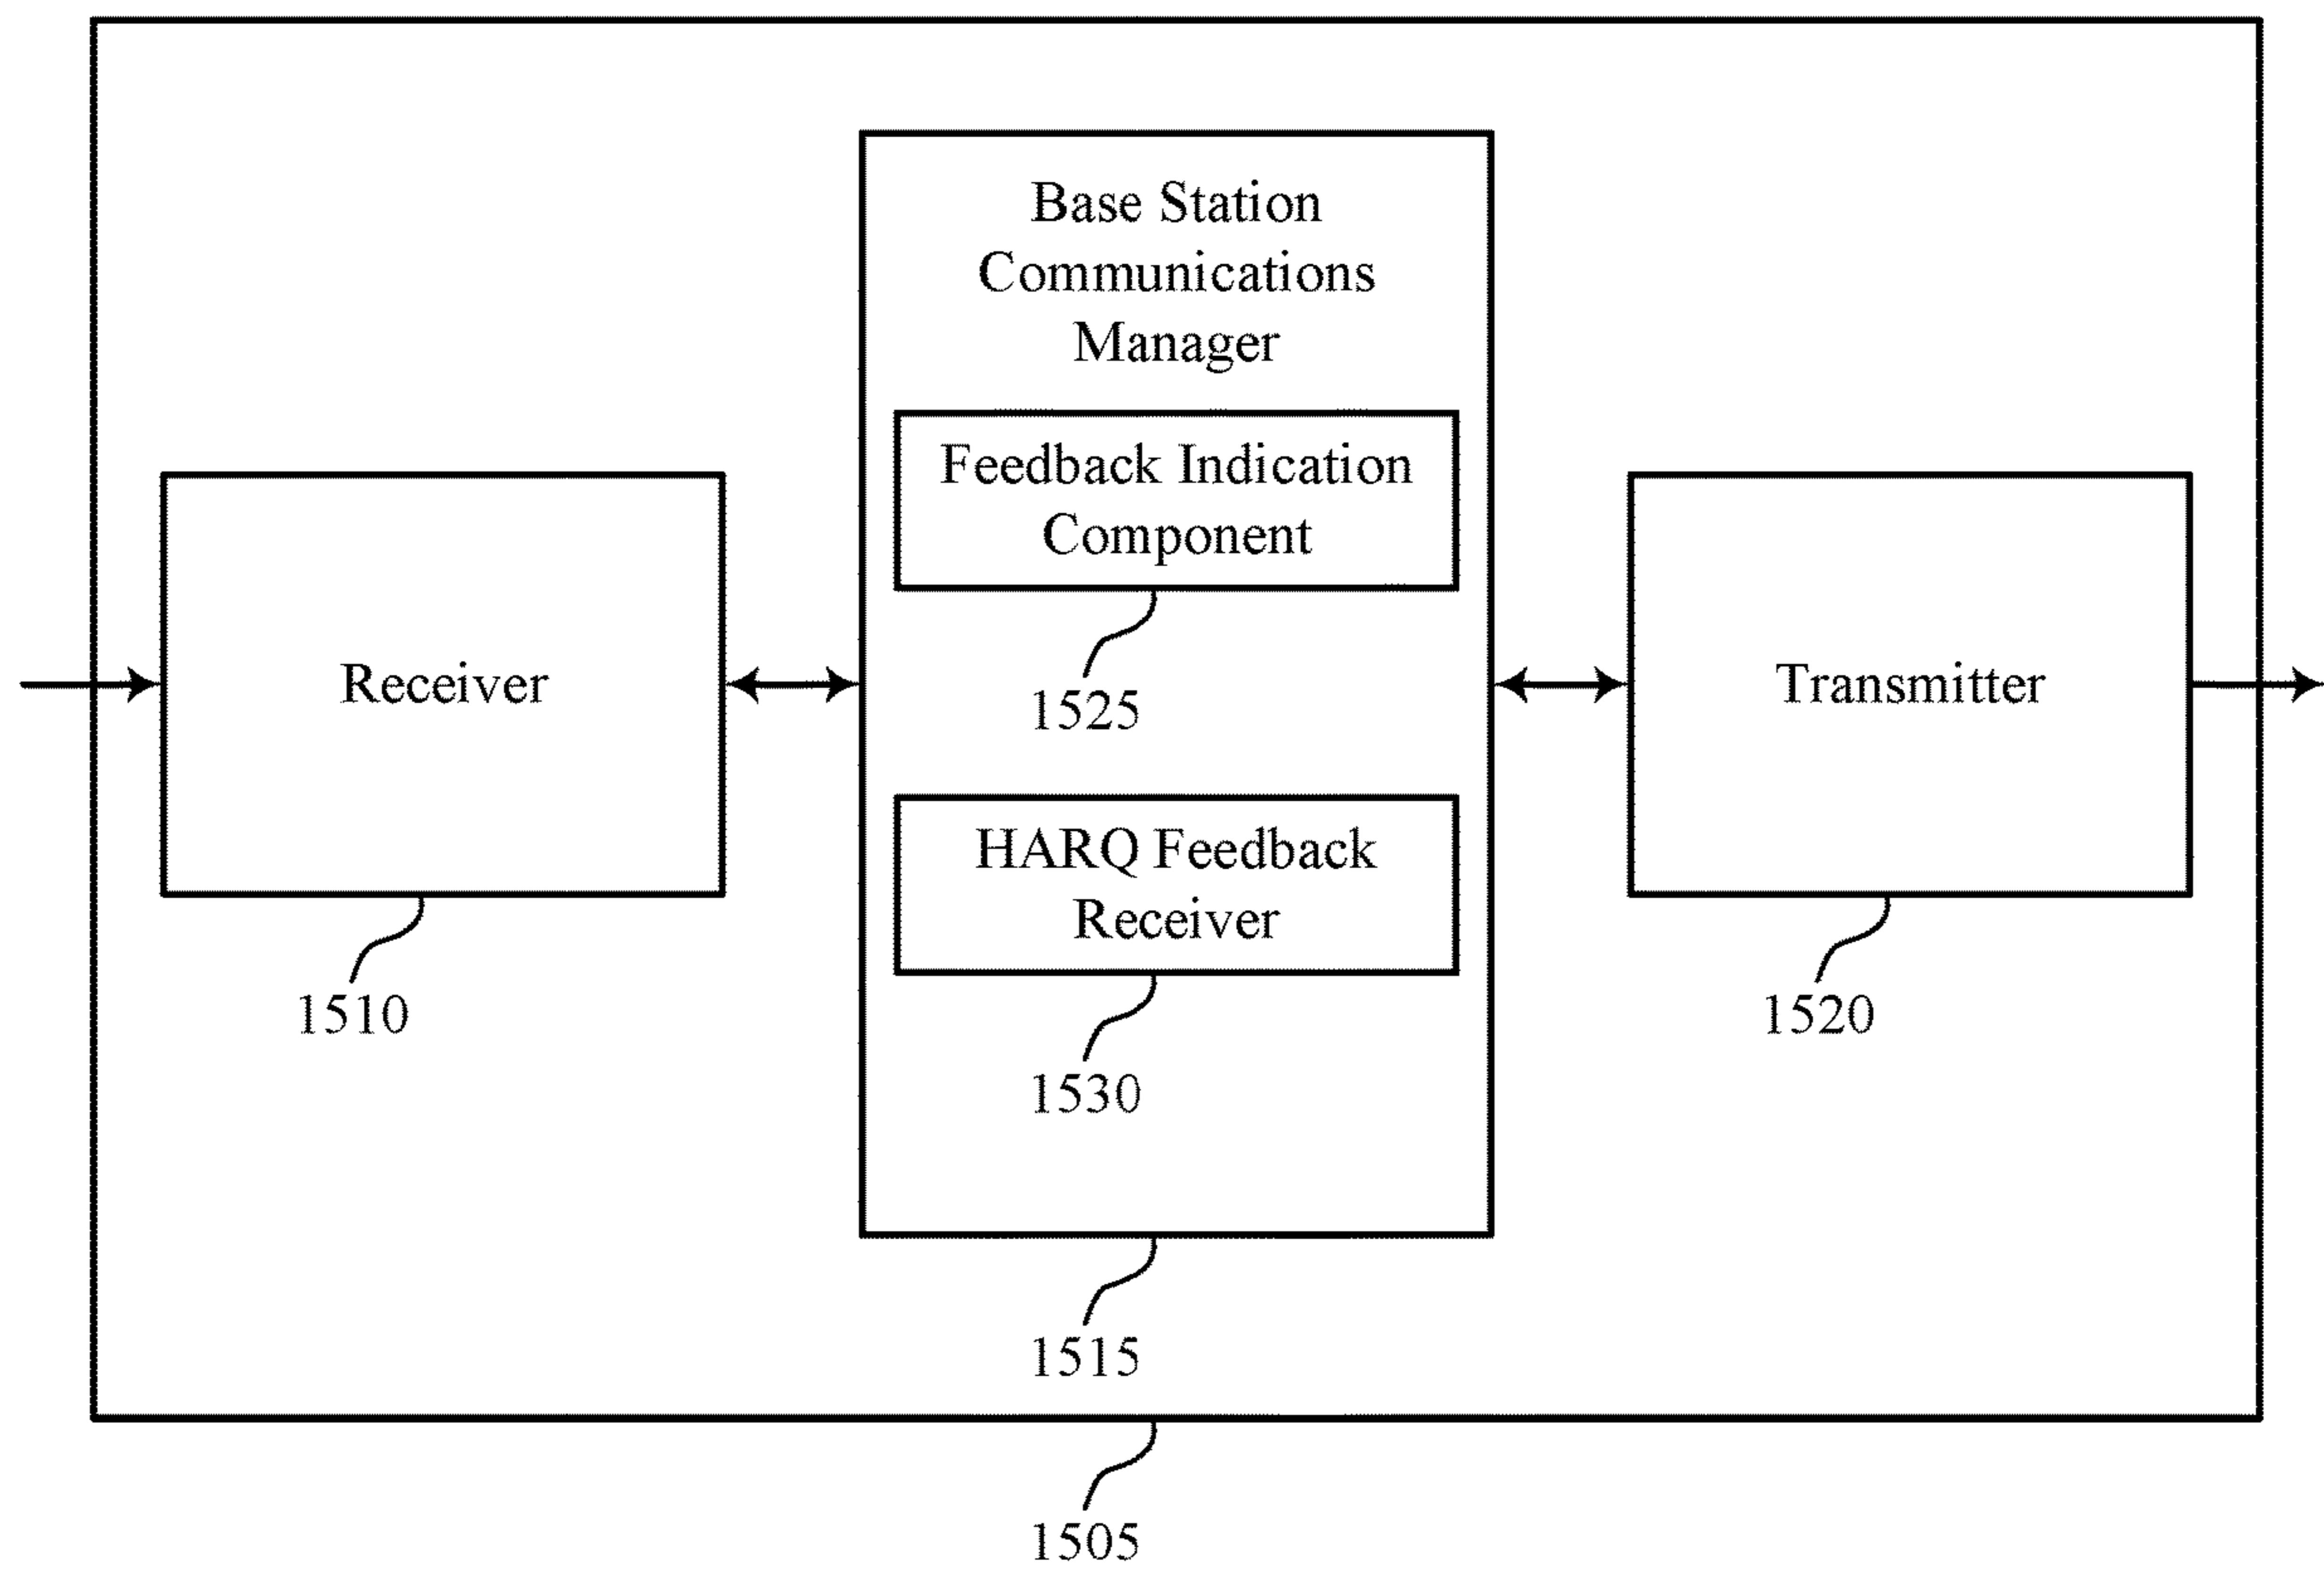 Base Station
Communications
Manager
Feedback Indication
Component
1525
Receiver
Transmitter
HARQ Feedback
Receiver
1510
1520
1530
1515
1505